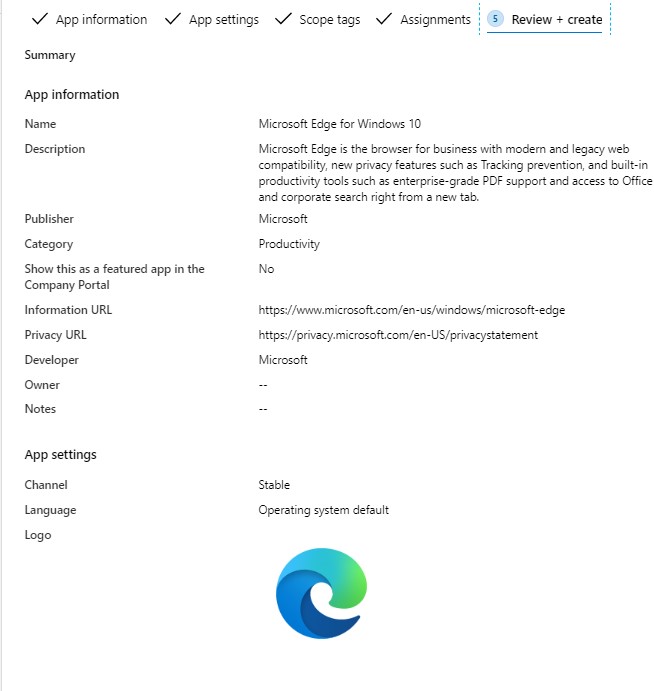 App information
App settings
Scope tags
Assignments
5 Review + create
Summary
App information
Name Microsoft Edge for Windows 10
Description Microsoft Edge is the browser for business with modern and legacy web
compatibility, new privacy features such as Tracking prevention, and built-in
productivity tools such as enterprise-grade PDF support and access to Office
and corporate search right from a new tab.
Publisher Microsoft
Category Productivity
Show this as a featured app in the No
Company Portal
Information URL https://www.microsoft.com/en-us/windows/microsoft-edge
Privacy URL https://privacy.microsoft.com/en-US/privacystatement
Developer Microsoft
Owner --
Notes --
App settings
Channel Stable
Language Operating system default
Logo